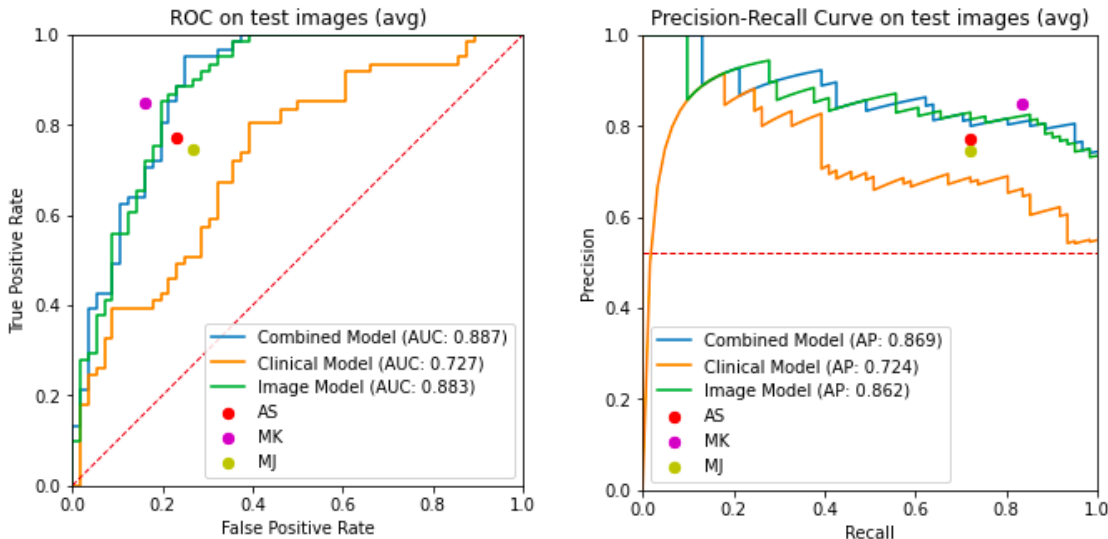 ROC on test images (avg)
1.0
0.8
0.6
0.4
0.2
0.0
True Positive Rate
Combined Model (AUC: 0.887)
Clinical Model (AUC: 0.727)
Image Model (AUC: 0.883)
AS
MK
MJ
0.0 0.2 0.4 0.6 0.8 1.0
False Positive Rate
Precision-Recall Curve on test images (avg)
1.0
0.8
0.6
0.4
0.2
0.0
Precision
Combined Model (AP: 0.869)
Clinical Model (AP: 0.724)
Image Model (AP: 0.862)
AS
MK
MJ
0.0 0.2 0.4 0.6 0.8 1.0
Recall